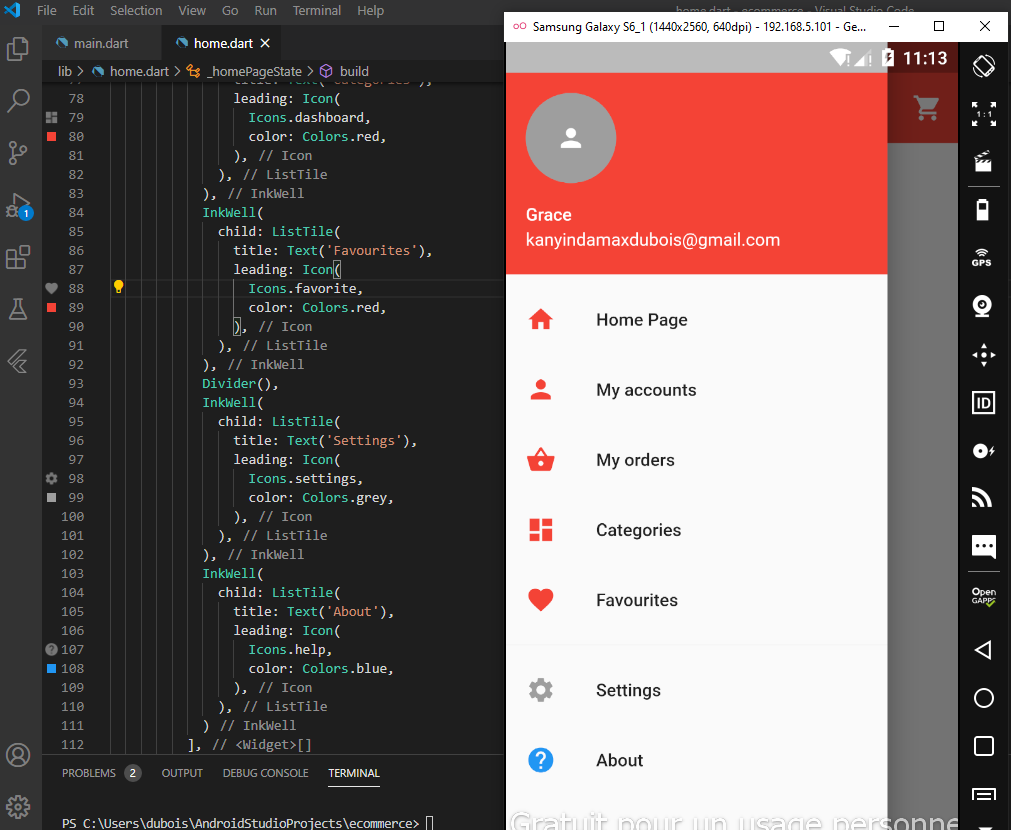 File Edit Selection View Go Run Terminal Help
home.dart - ecommerce - Visual Studio Code
main.dart
home.dart
lib > home.dart > _homePageState > build
78 leading: Icon(
79 Icons.dashboard,
80 color: Colors.red,
81 ), // Icon
82 ), // ListTile
83 ), // InkWell
84 InkWell(
85 child: ListTile(
86 title: Text('Favourites'),
87 leading: Icon(
88 Icons.favorite,
89 color: Colors.red,
90 ), // Icon
91 ), // ListTile
92 ), // InkWell
93 Divider(),
94 InkWell(
95 child: ListTile(
96 title: Text('Settings'),
97 leading: Icon(
98 Icons.settings,
99 color: Colors.grey,
100 ), // Icon
101 ), // ListTile
102 ), // InkWell
103 InkWell(
104 child: ListTile(
105 title: Text('About'),
106 leading: Icon(
107 Icons.help,
108 color: Colors.blue,
109 ), // Icon
110 ), // ListTile
111 ) // InkWell
112 ], // <Widget>[]
1
PROBLEMS 2 OUTPUT DEBUG CONSOLE TERMINAL
PS C:\Users\dubois\AndroidStudioProjects\ecommerce>
Samsung Galaxy S6_1 (1440x2560, 640dpi) - 192.168.5.101 - Ge...
11:13
Grace
kanyindamaxdubois@gmail.com
Home Page
My accounts
My orders
Categories
Favourites
Settings
About
Gratuit pour un usage personne
1:1
GPS
ID
Open
GAPPS